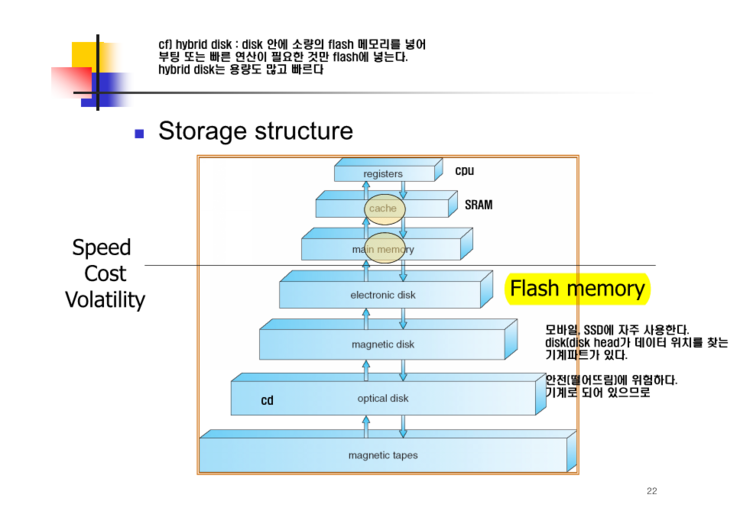 cf) hybrid disk : disk 안에 소량의 flash 메모리를 넣어
부팅 또는 빠른 연산이 필요한 것만 flash에 넣는다.
hybrid disk는 용량도 많고 빠르다
Storage structure
registers
cpu
cache
SRAM
main memory
Speed
Cost
Volatility
electronic disk
Flash memory
magnetic disk
모바일, SSD에 자주 사용한다.
disk(disk head가 데이터 위치를 찾는
기계파트가 있다.
안전(떨어뜨림)에 위험하다.
기계로 되어 있으므로
cd
optical disk
magnetic tapes
22